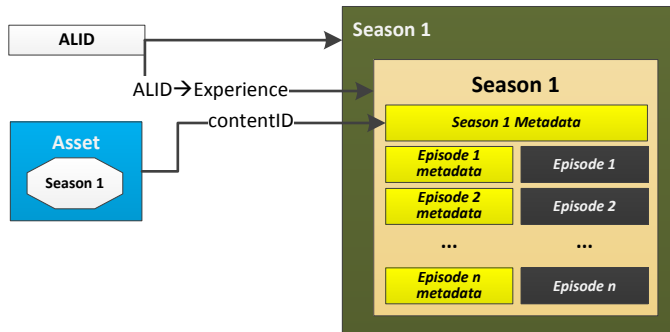 ALID
Season 1
ALID→Experience
Season 1
contentID
Season 1 Metadata
Asset
Season 1
Episode 1
metadata
Episode 1
Episode 2
metadata
Episode 2
...
...
Episode n
metadata
Episode n